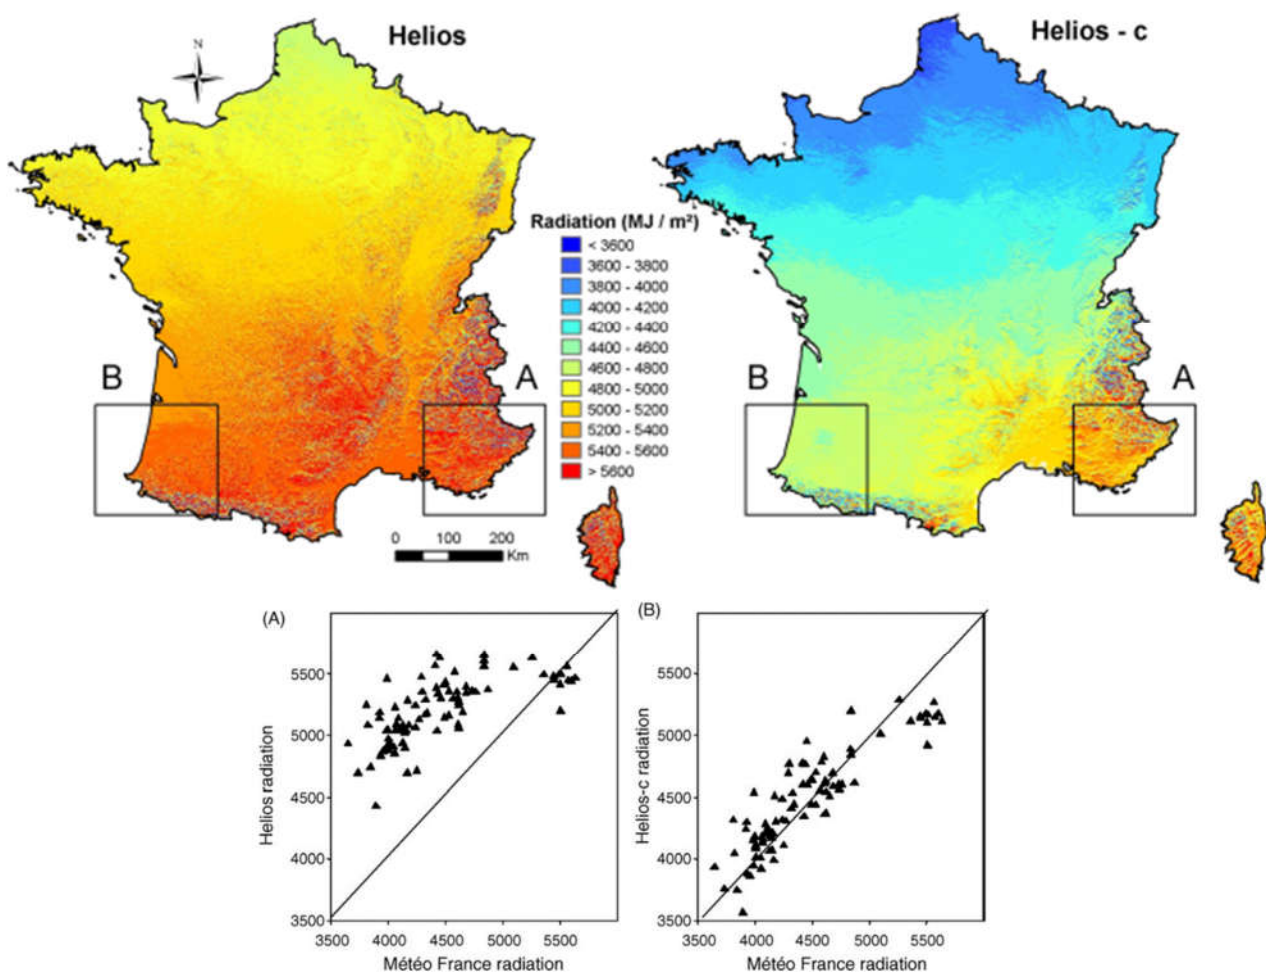 Helios
Helios - c
N
Radiation (MJ / m²)
< 3600
3600 - 3800
3800 - 4000
4000 - 4200
4200 - 4400
4400 - 4600
4600 - 4800
4800 - 5000
5000 - 5200
5200 - 5400
5400 - 5600
> 5600
B
A
B
A
0 100 200
Km
(A)
5500
5000
4500
4000
3500
Helios radiation
3500 4000 4500 5000 5500
Météo France radiation
(B)
5500
5000
4500
4000
3500
Helios-c radiation
3500 4000 4500 5000 5500
Météo France radiation